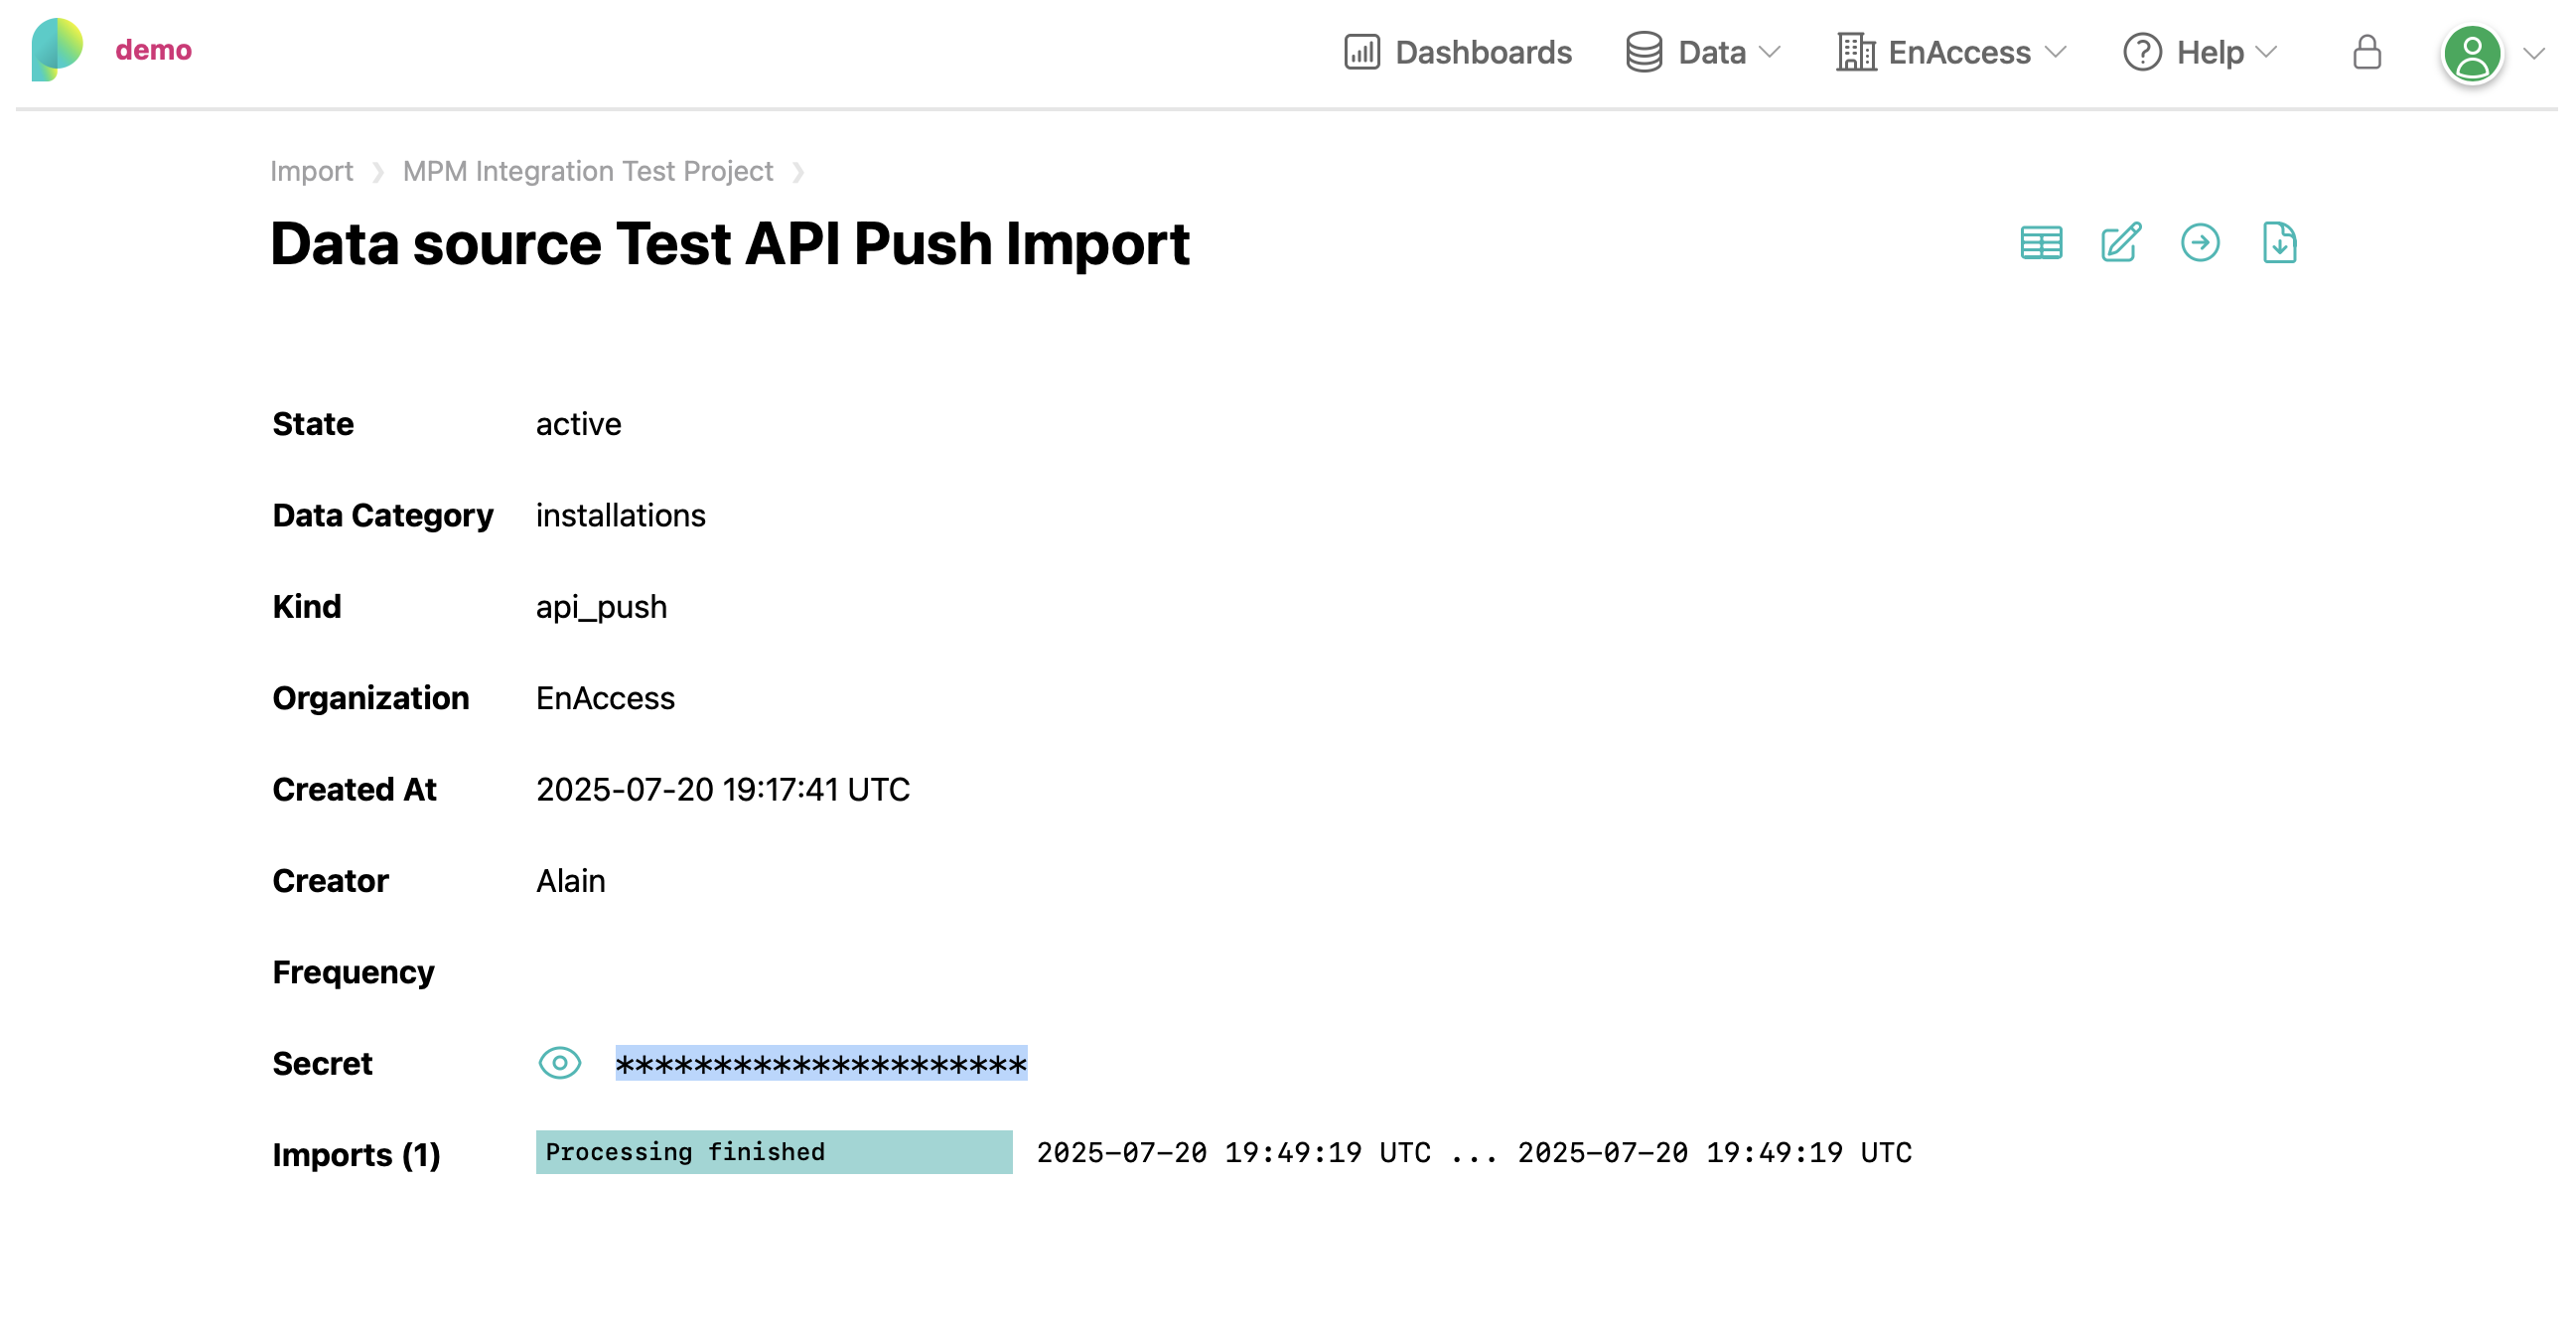 demo
Dashboards Data EnAccess Help
Import MPM Integration Test Project
Data source Test API Push Import
State active
Data Category installations
Kind api_push
Organization EnAccess
Created At 2025-07-20 19:17:41 UTC
Creator Alain
Frequency
Secret *********************
Imports (1) Processing finished 2025-07-20 19:49:19 UTC ... 2025-07-20 19:49:19 UTC